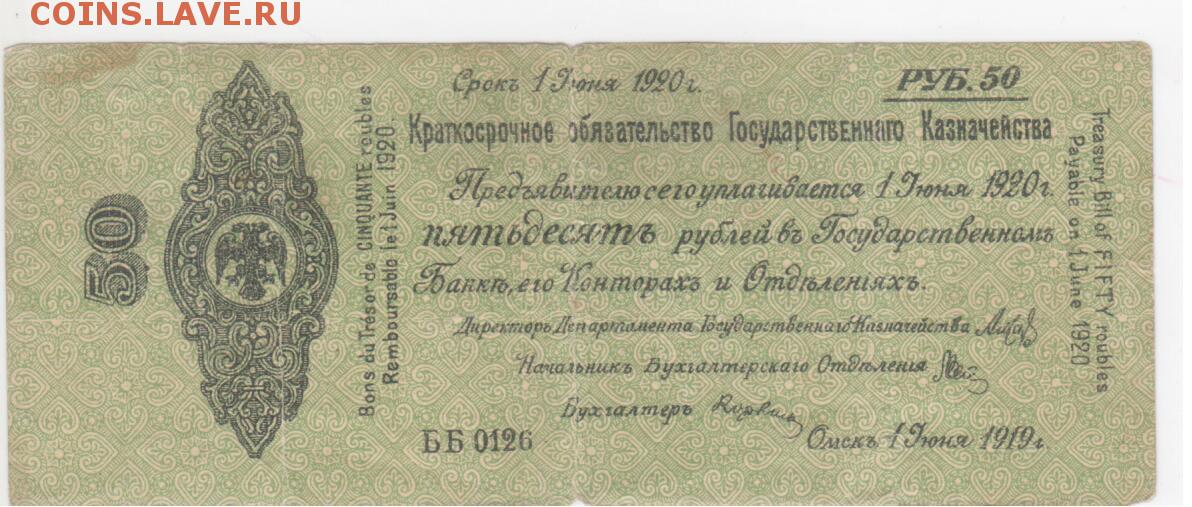 COINS.LAVE.RU
50
Bons du Trésor de CINQUANTE roubles
Remboursable le 1 Juin 1920
Срокъ 1 Іюня 1920 г.
РУБ. 50
Краткосрочное обязательство Государственнаго Казначейства
Предъявителю сего уплачивается 1 Іюня 1920 г.
пятьдесятъ рублей въ Государственномъ
Банкѣ, его Конторахъ и Отдѣленіяхъ.
Директоръ Департамента Государственнаго Казначейства
Начальникъ Бухгалтерскаго Отдѣленія
Бухгалтеръ
ББ 0126
Омскъ 1 Іюня 1919 г.
Treasury Bill of FIFTY roubles
Payable on 1 June 1920